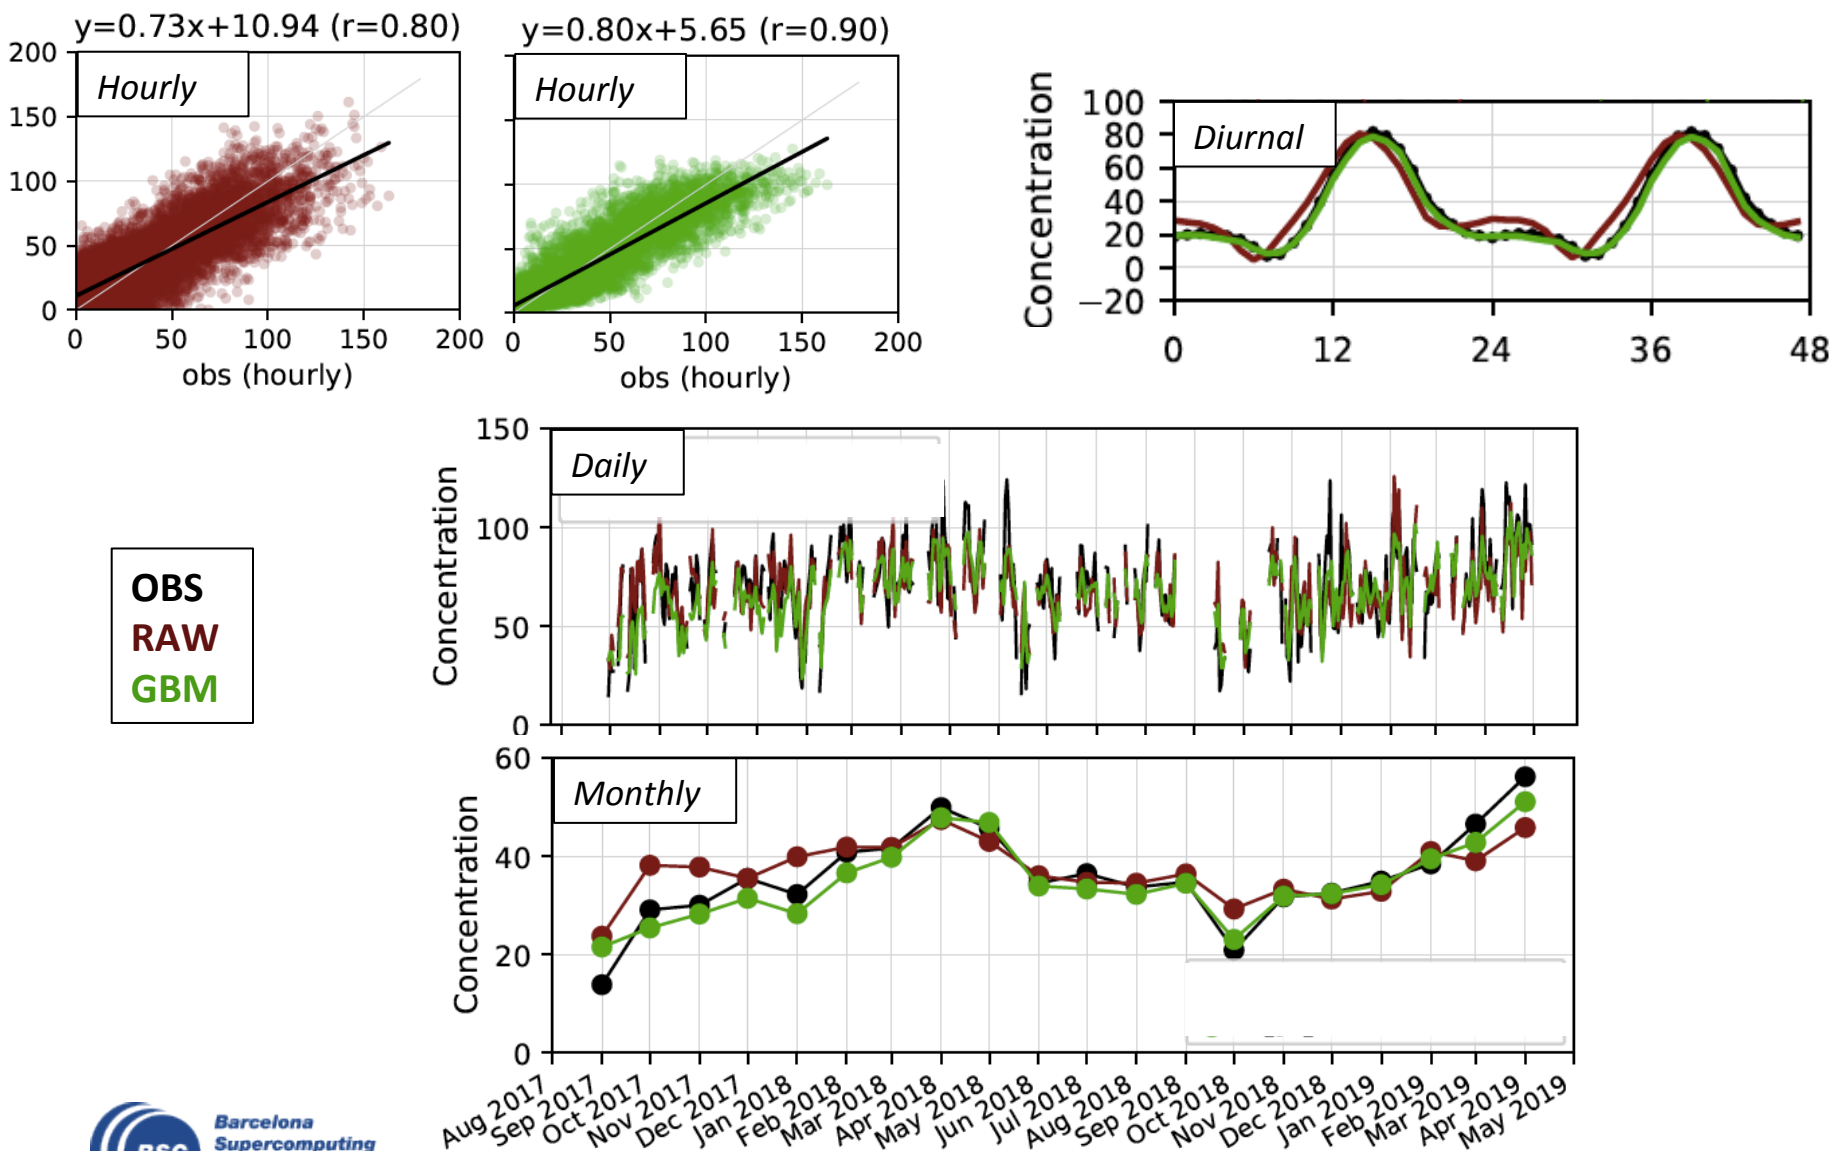 y=0.73x+10.94 (r=0.80)
y=0.80x+5.65 (r=0.90)
Hourly
200
150
100
50
0
0 50 100 150 200
obs (hourly)
Hourly
0 50 100 150 200
obs (hourly)
Diurnal
Concentration
100
80
60
40
20
0
−20
0 12 24 36 48
Daily
Concentration
150
100
50
0
OBS
RAW
GBM
Monthly
Concentration
60
40
20
0
Aug 2017 Sep 2017 Oct 2017 Nov 2017 Dec 2017 Jan 2018 Feb 2018 Mar 2018 Apr 2018 May 2018 Jun 2018 Jul 2018 Aug 2018 Sep 2018 Oct 2018 Nov 2018 Dec 2018 Jan 2019 Feb 2019 Mar 2019 Apr 2019 May 2019
BSC
Barcelona
Supercomputing